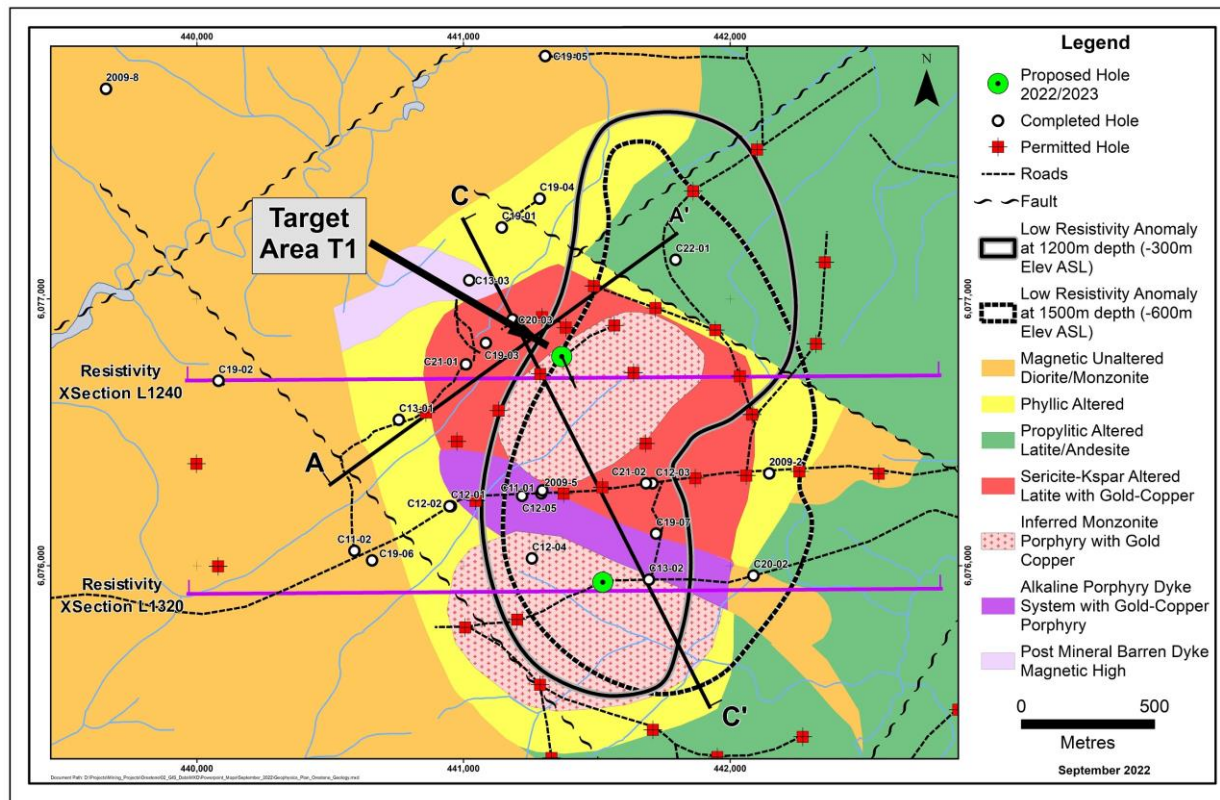 440,000
441,000
442,000
2009-8
C19-05
N
C19-04
C
C19-01
A'
Target
Area T1
C22-01
C13-03
6,077,000
6,077,000
C20-03
C19-03
C21-01
Resistivity
XSection L1240
C19-02
C13-01
A
C21-02
C12-03
2009-2
C11-01
2009-5
C12-01
C12-02
C12-05
C19-07
C11-02
C19-06
C12-04
6,076,000
6,076,000
C13-02
C20-02
Resistivity
XSection L1320
C'
440,000
441,000
442,000
Legend
Proposed Hole
2022/2023
Completed Hole
Permitted Hole
Roads
Fault
Low Resistivity Anomaly
at 1200m depth (-300m
Elev ASL)
Low Resistivity Anomaly
at 1500m depth (-600m
Elev ASL)
Magnetic Unaltered
Diorite/Monzonite
Phyllic Altered
Propylitic Altered
Latite/Andesite
Sericite-Kspar Altered
Latite with Gold-Copper
Inferred Monzonite
Porphyry with Gold
Copper
Alkaline Porphyry Dyke
System with Gold-Copper
Porphyry
Post Mineral Barren Dyke
Magnetic High
0
500
Metres
September 2022